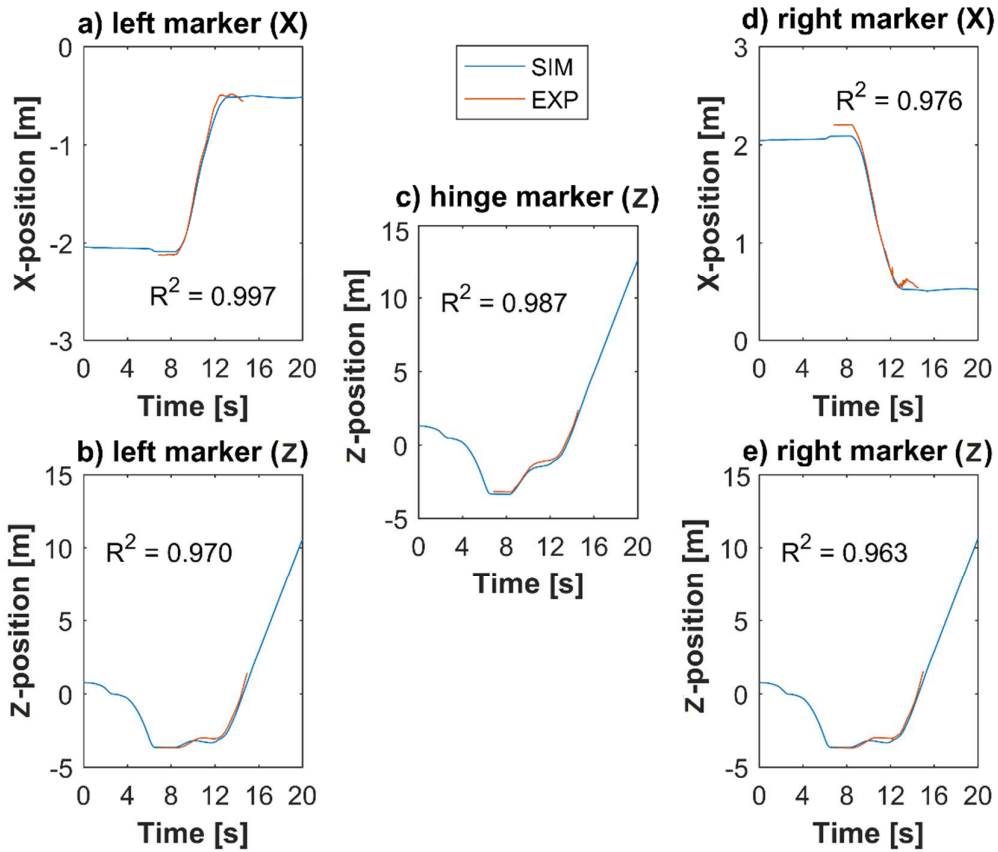 a) left marker (X)
X-position [m]
0
-1
-2
-3
R² = 0.997
0 4 8 12 16 20
Time [s]
SIM
EXP
d) right marker (X)
X-position [m]
3
2
1
0
R² = 0.976
0 4 8 12 16 20
Time [s]
c) hinge marker (Z)
Z-position [m]
15
10
5
0
-5
R² = 0.987
0 4 8 12 16 20
Time [s]
b) left marker (Z)
Z-position [m]
15
10
5
0
-5
R² = 0.970
0 4 8 12 16 20
Time [s]
e) right marker (Z)
Z-position [m]
15
10
5
0
-5
R² = 0.963
0 4 8 12 16 20
Time [s]